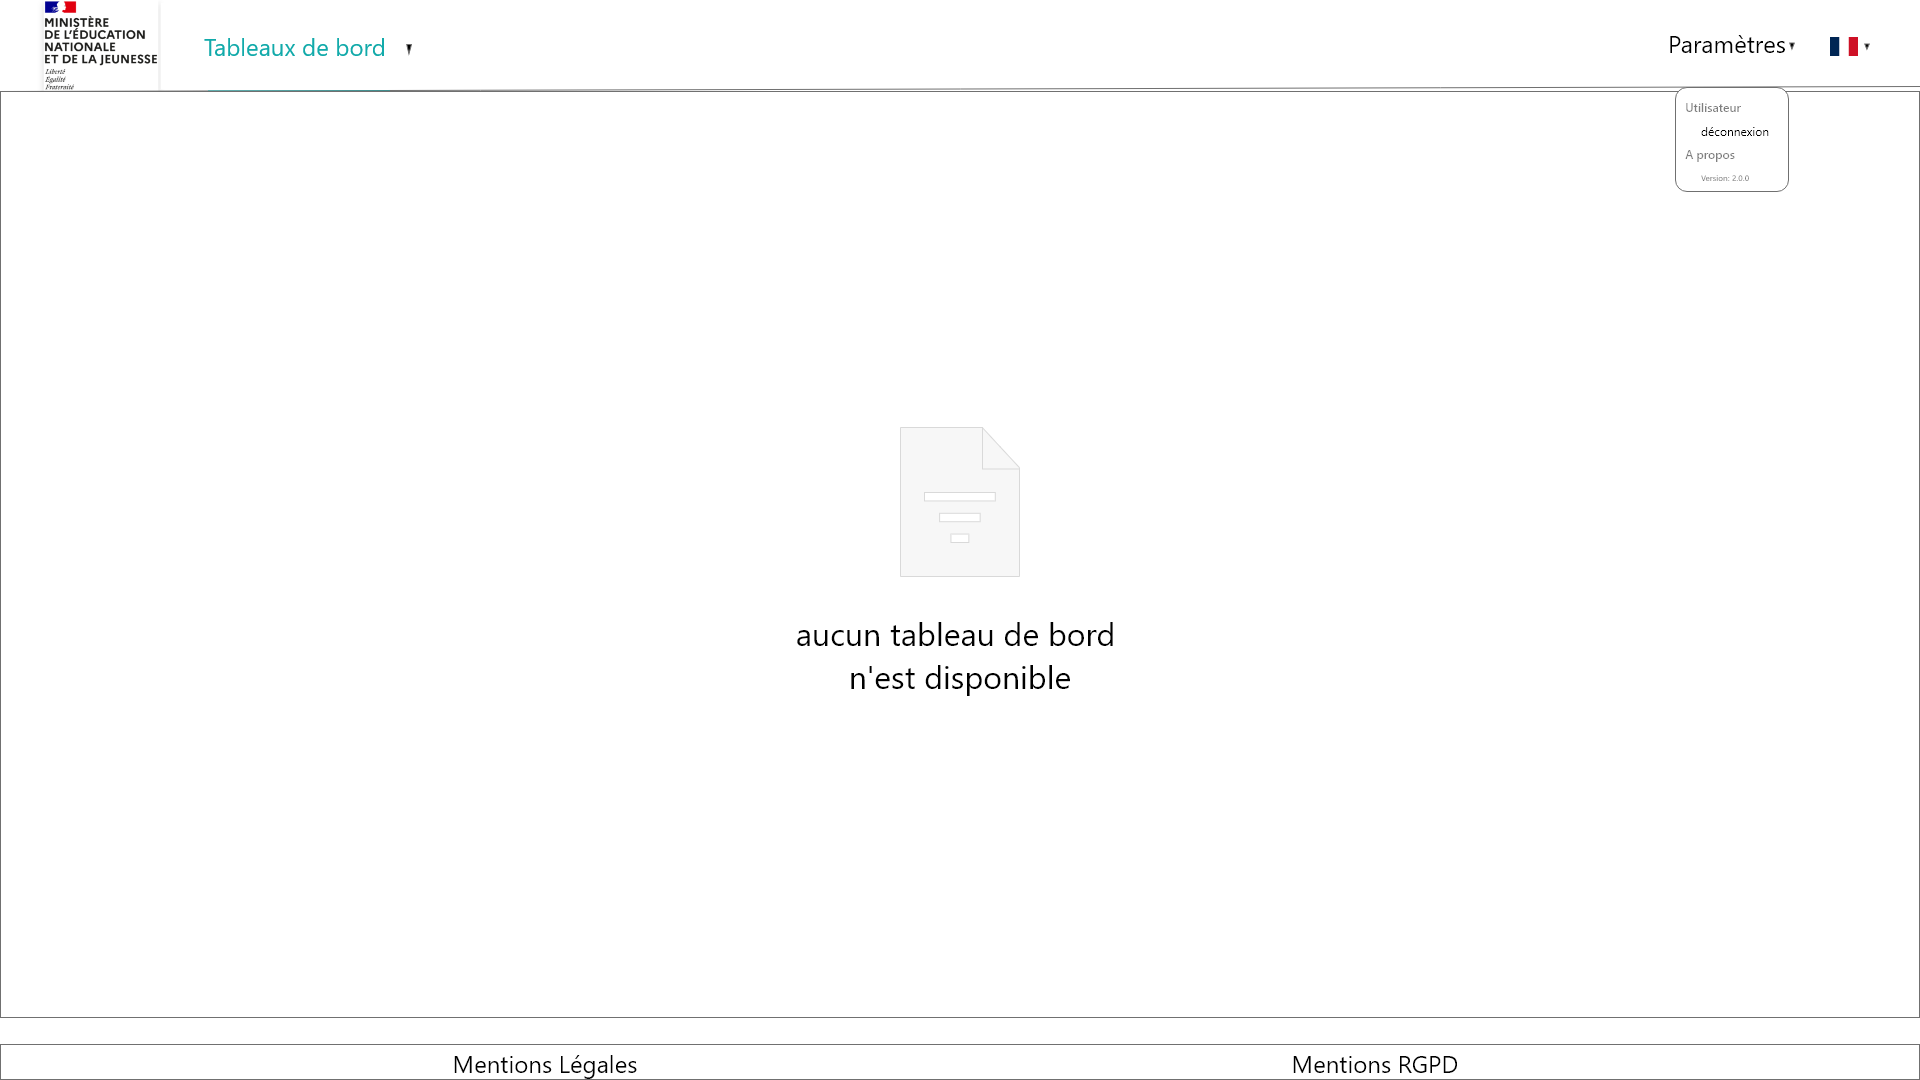 MINISTÈRE
DE L'ÉDUCATION
NATIONALE
ET DE LA JEUNESSE
Liberté
Égalité
Fraternité
Tableaux de bord
Paramètres
Utilisateur
déconnexion
A propos
Version: 2.0.0
aucun tableau de bord
n'est disponible
Mentions Légales
Mentions RGPD